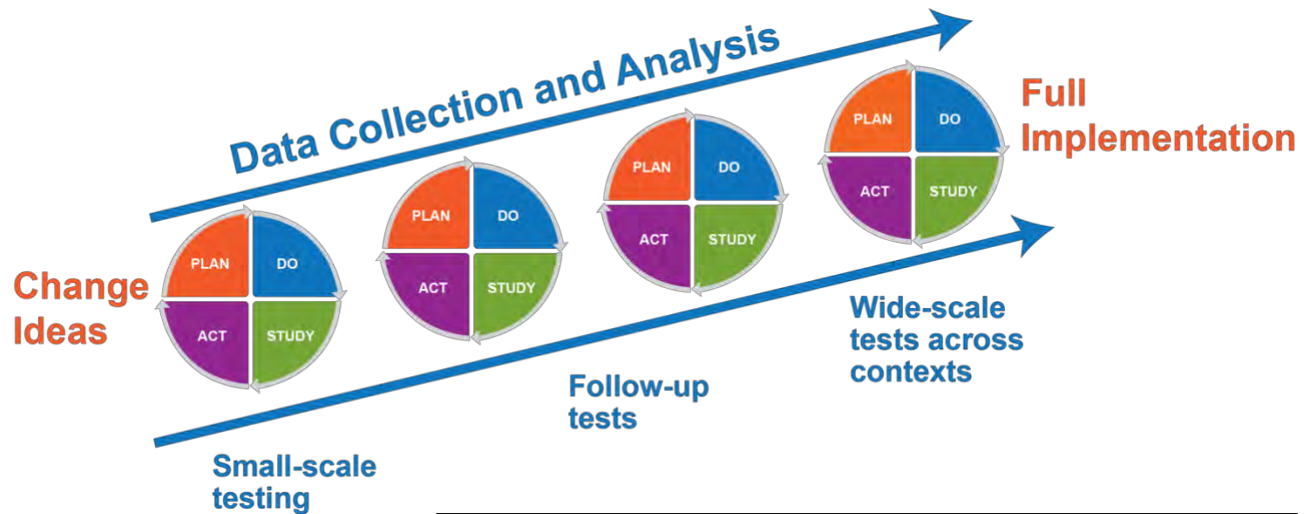 Data Collection and Analysis
Change
Ideas
PLAN
DO
ACT
STUDY
PLAN
DO
ACT
STUDY
PLAN
DO
ACT
STUDY
PLAN
DO
ACT
STUDY
Full
Implementation
Small-scale
testing
Follow-up
tests
Wide-scale
tests across
contexts